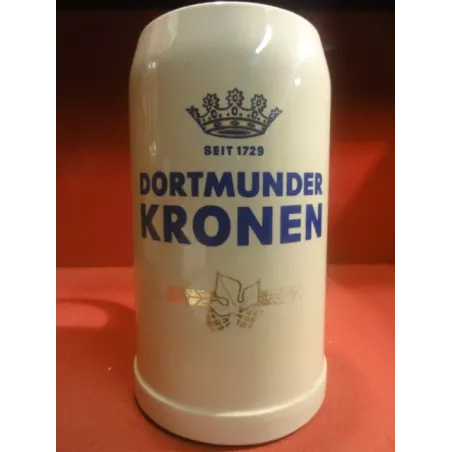 SEIT 1729
DORTMUNDER
KRONEN